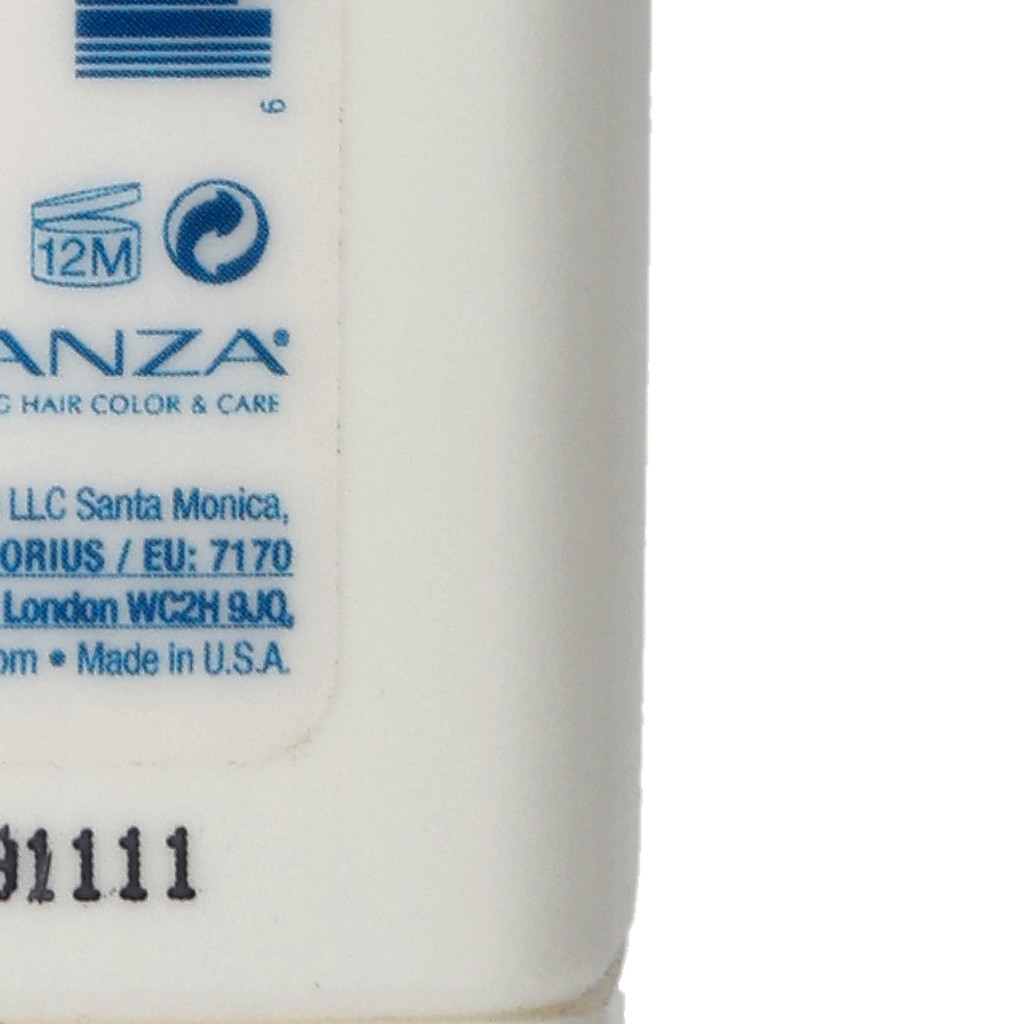 6
12M
ANZA®
G HAIR COLOR & CARE
LLC Santa Monica,
ORIUS / EU: 7170
London WC2H 9JQ,
om • Made in U.S.A.
91111